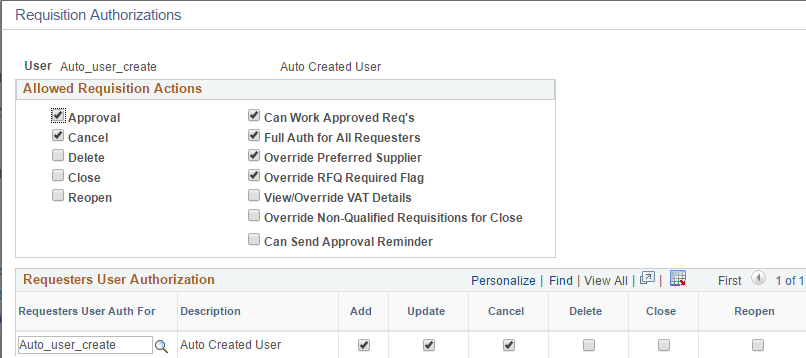 Requisition Authorizations
User Auto_user_create Auto Created User
Allowed Requisition Actions
Approval Can Work Approved Req's
Cancel Full Auth for All Requesters
Delete Override Preferred Supplier
Close Override RFQ Required Flag
Reopen View/Override VAT Details
Override Non-Qualified Requisitions for Close
Can Send Approval Reminder
Requesters User Authorization Personalize | Find | View All | | First 1 of 1
Requesters User Auth For Description Add Update Cancel Delete Close Reopen
Auto_user_create Auto Created User